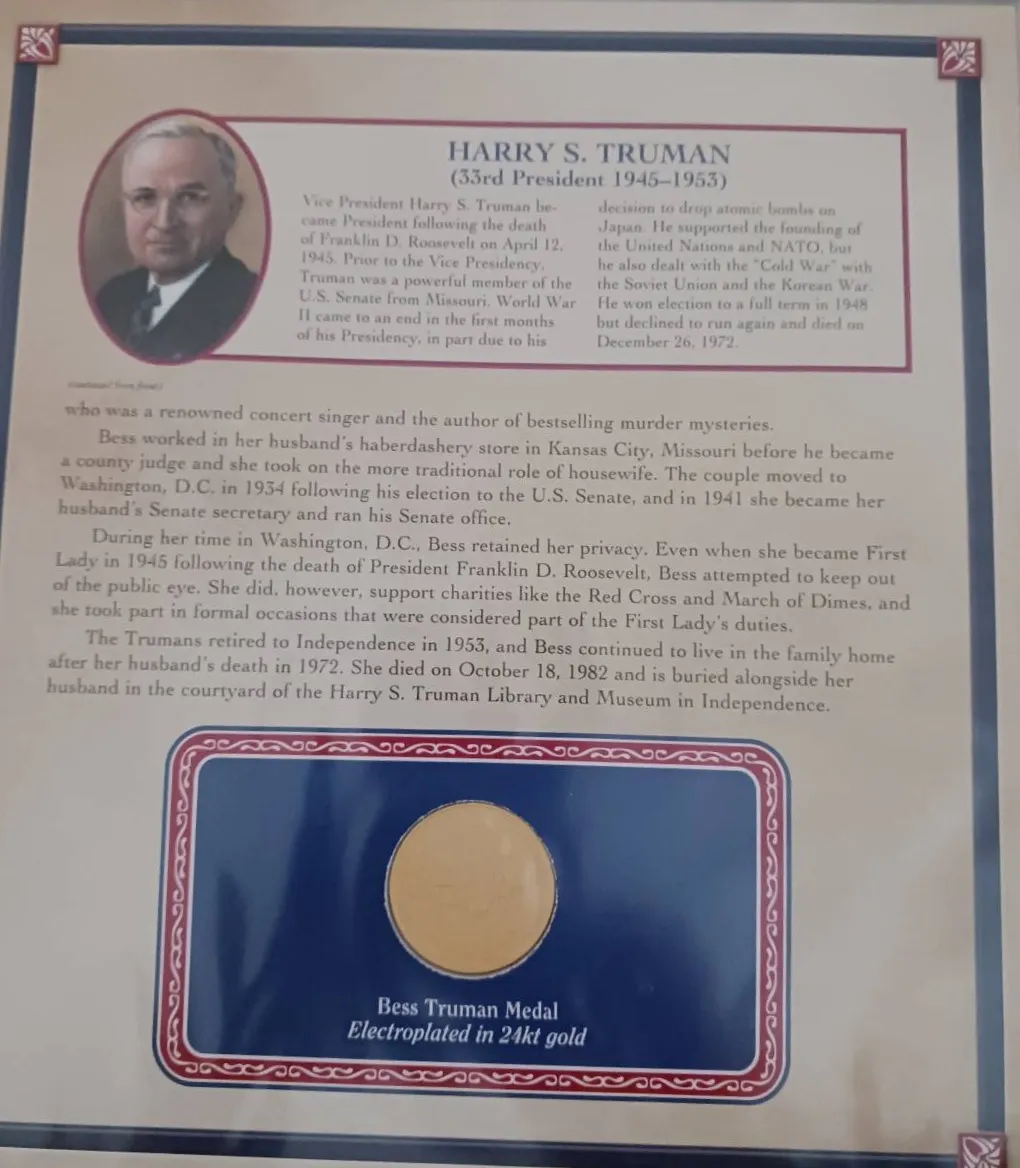 HARRY S. TRUMAN
(33rd President 1945–1953)
Vice President Harry S. Truman be-
came President following the death
of Franklin D. Roosevelt on April 12,
1945. Prior to the Vice Presidency,
Truman was a powerful member of the
U.S. Senate from Missouri. World War
II came to an end in the first months
of his Presidency, in part due to his
decision to drop atomic bombs on
Japan. He supported the founding of
the United Nations and NATO, but
he also dealt with the "Cold War" with
the Soviet Union and the Korean War.
He won election to a full term in 1948
but declined to run again and died on
December 26, 1972.
(continued from front)
who was a renowned concert singer and the author of bestselling murder mysteries.
Bess worked in her husband's haberdashery store in Kansas City, Missouri before he became
a county judge and she took on the more traditional role of housewife. The couple moved to
Washington, D.C. in 1934 following his election to the U.S. Senate, and in 1941 she became her
husband's Senate secretary and ran his Senate office.
During her time in Washington, D.C., Bess retained her privacy. Even when she became First
Lady in 1945 following the death of President Franklin D. Roosevelt, Bess attempted to keep out
of the public eye. She did, however, support charities like the Red Cross and March of Dimes, and
she took part in formal occasions that were considered part of the First Lady's duties.
The Trumans retired to Independence in 1953, and Bess continued to live in the family home
after her husband's death in 1972. She died on October 18, 1982 and is buried alongside her
husband in the courtyard of the Harry S. Truman Library and Museum in Independence.
Bess Truman Medal
Electroplated in 24kt gold